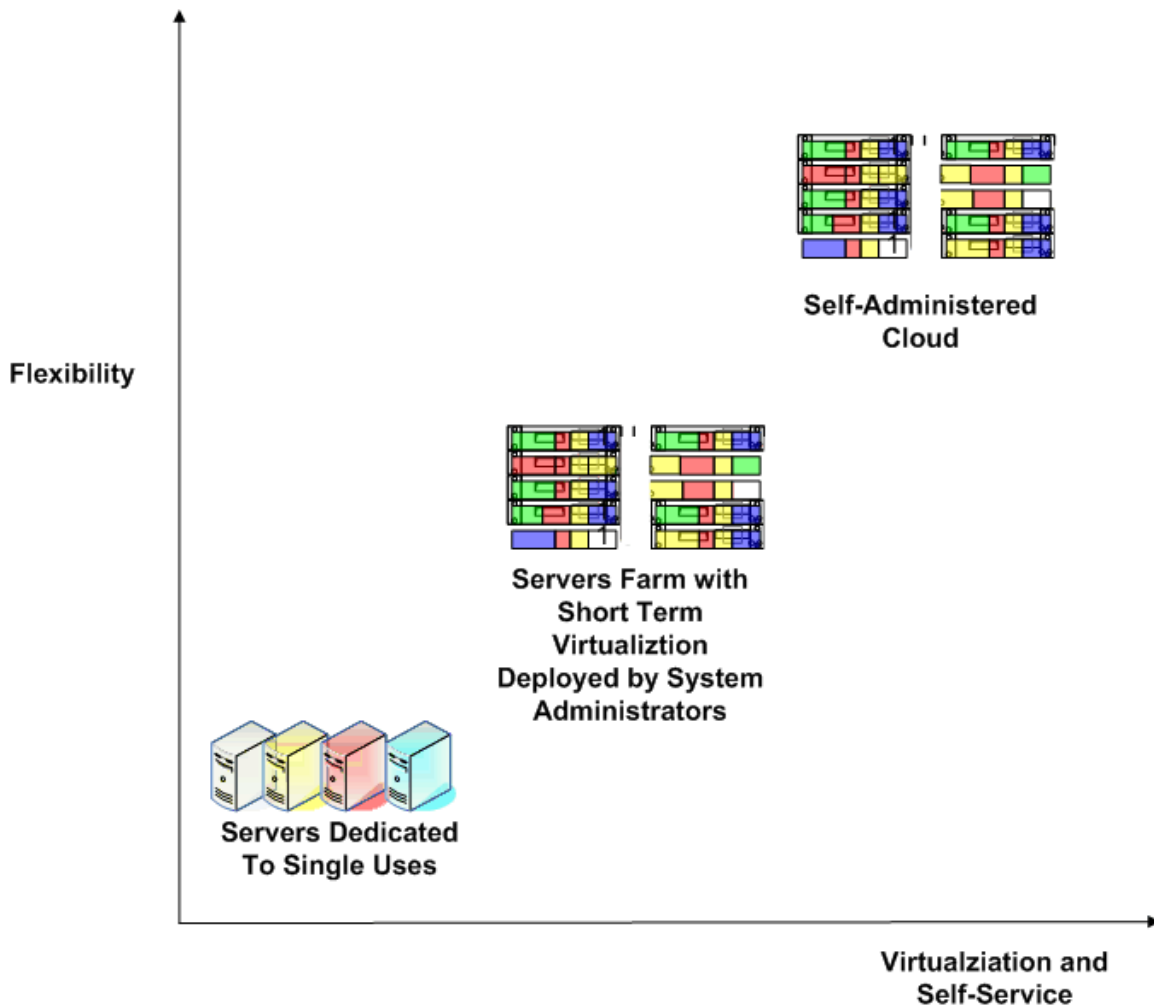 Self-Administered
Cloud
Flexibility
Servers Farm with
Short Term
Virtualiztion
Deployed by System
Administrators
Servers Dedicated
To Single Uses
Virtualziation and
Self-Service